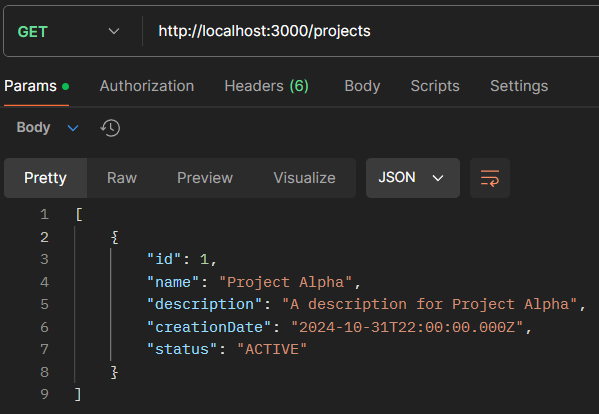 GET http://localhost:3000/projects
Params Authorization Headers (6) Body Scripts Settings
Body
Pretty Raw Preview Visualize JSON
1 [
2 {
3 "id": 1,
4 "name": "Project Alpha",
5 "description": "A description for Project Alpha",
6 "creationDate": "2024-10-31T22:00:00.000Z",
7 "status": "ACTIVE"
8 }
9 ]